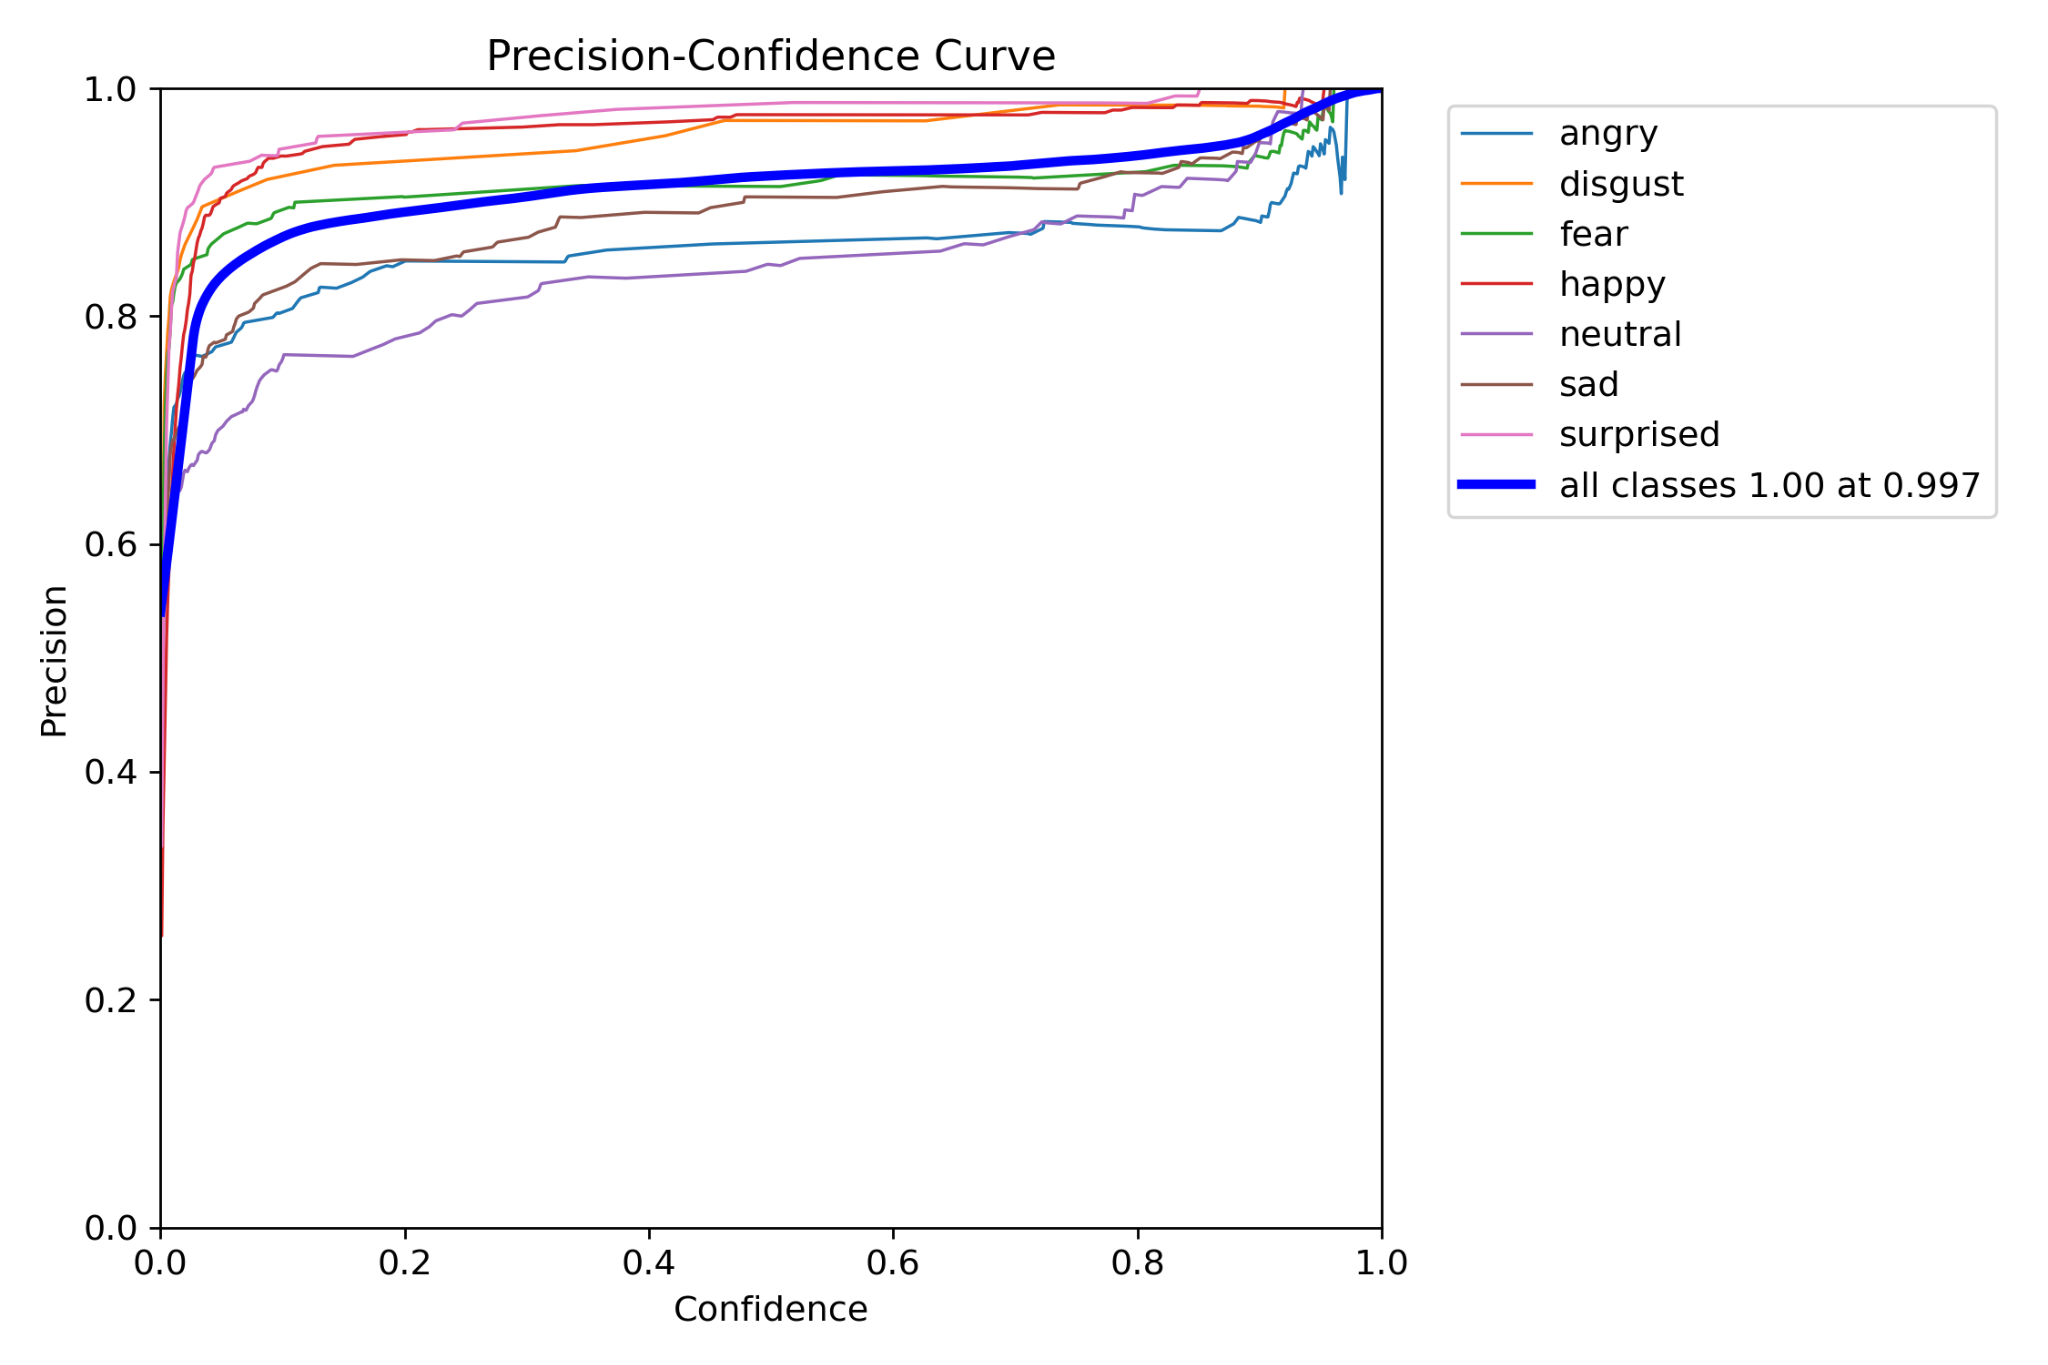 Precision-Confidence Curve
1.0
0.8
0.6
0.4
0.2
0.0
Precision
0.0 0.2 0.4 0.6 0.8 1.0
Confidence
angry
disgust
fear
happy
neutral
sad
surprised
all classes 1.00 at 0.997